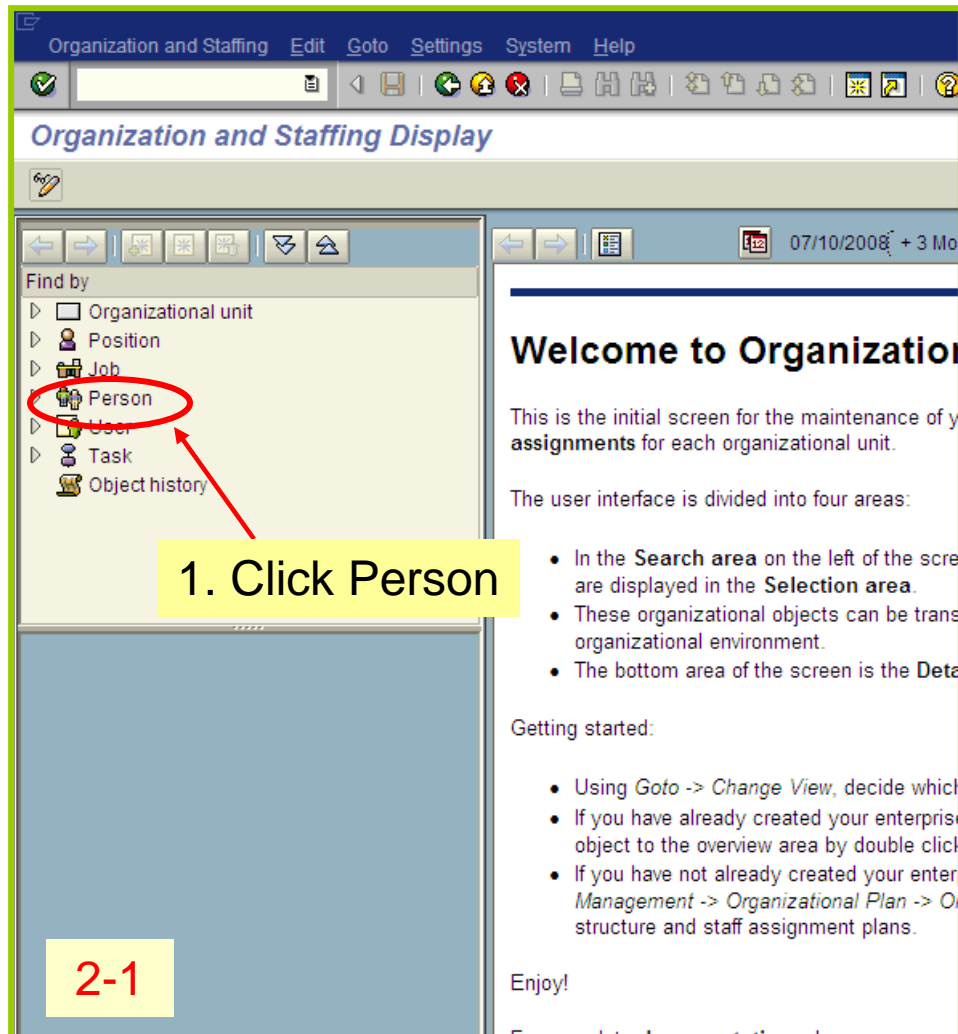 Organization and Staffing Edit Goto Settings System Help
Organization and Staffing Display
07/10/2008 + 3 Mo
Find by
Organizational unit
Position
Job
Person
User
Task
Object history
1. Click Person
2-1
Welcome to Organization
This is the initial screen for the maintenance of y
assignments for each organizational unit.
The user interface is divided into four areas:
• In the Search area on the left of the scre
are displayed in the Selection area.
• These organizational objects can be trans
organizational environment.
• The bottom area of the screen is the Deta
Getting started:
• Using Goto -> Change View, decide which
• If you have already created your enterprise
object to the overview area by double click
• If you have not already created your enter
Management -> Organizational Plan -> Or
structure and staff assignment plans.
Enjoy!